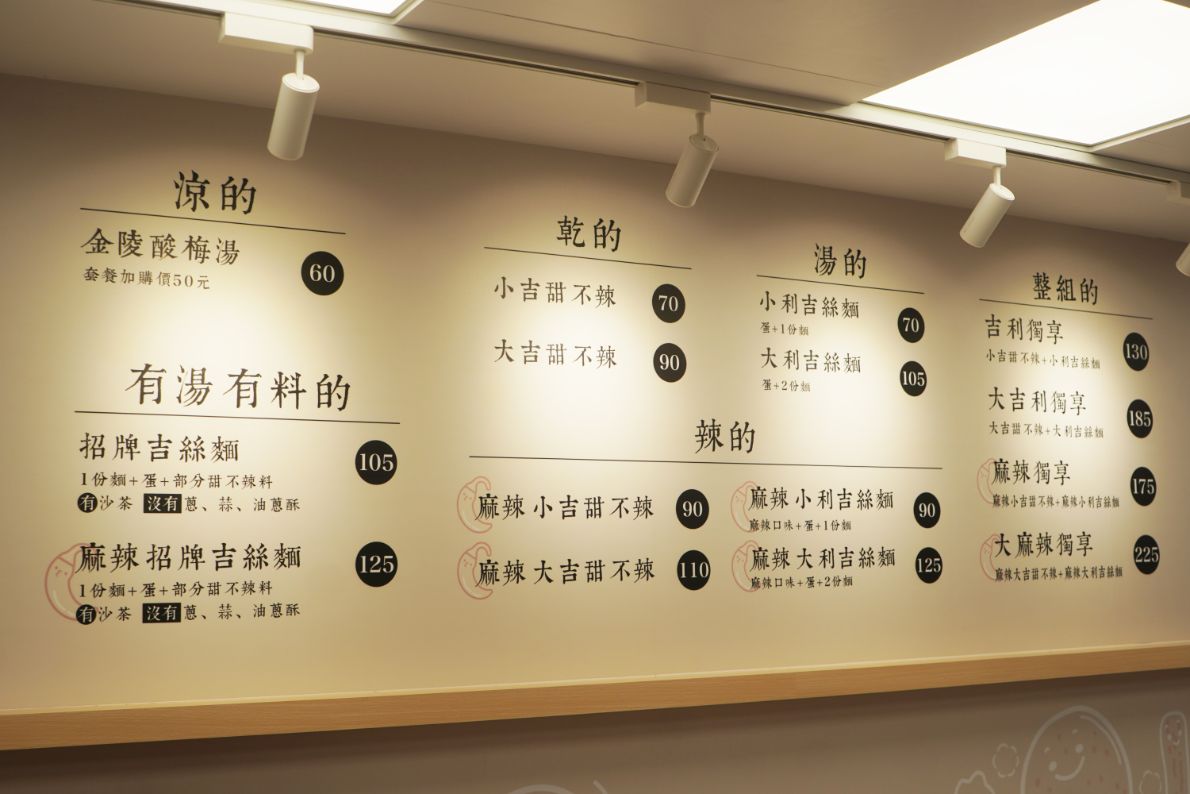 涼的
金陵酸梅湯 60
套餐加購價50元
有湯有料的
招牌吉絲麵 105
1份麵+蛋+部分甜不辣料
有沙茶 沒有蔥、蒜、油蔥酥
麻辣招牌吉絲麵 125
1份麵+蛋+部分甜不辣料
有沙茶 沒有蔥、蒜、油蔥酥
乾的
小吉甜不辣 70
大吉甜不辣 90
湯的
小利吉絲麵 70
蛋+1份麵
大利吉絲麵 105
蛋+2份麵
辣的
麻辣小吉甜不辣 90
麻辣大吉甜不辣 110
麻辣小利吉絲麵 90
麻辣口味+蛋+1份麵
麻辣大利吉絲麵 125
麻辣口味+蛋+2份麵
整組的
吉利獨享 130
小吉甜不辣+小利吉絲麵
大吉利獨享 185
大吉甜不辣+大利吉絲麵
麻辣獨享 175
麻辣小吉甜不辣+麻辣小利吉絲麵
大麻辣獨享 225
麻辣大吉甜不辣+麻辣大利吉絲麵